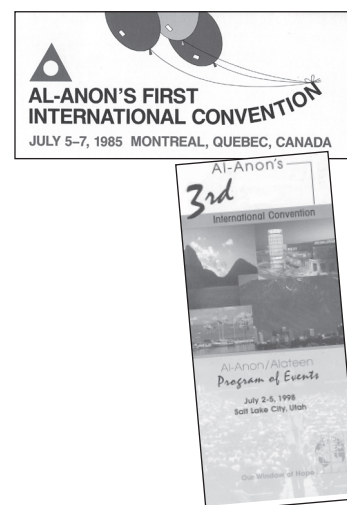 AL-ANON'S FIRST
INTERNATIONAL CONVENTION
JULY 5–7, 1985 MONTREAL, QUEBEC, CANADA
Al-Anon's
3rd
International Convention
Al-Anon/Alateen
Program of Events
July 2-5, 1998
Salt Lake City, Utah
Our Window of Hope